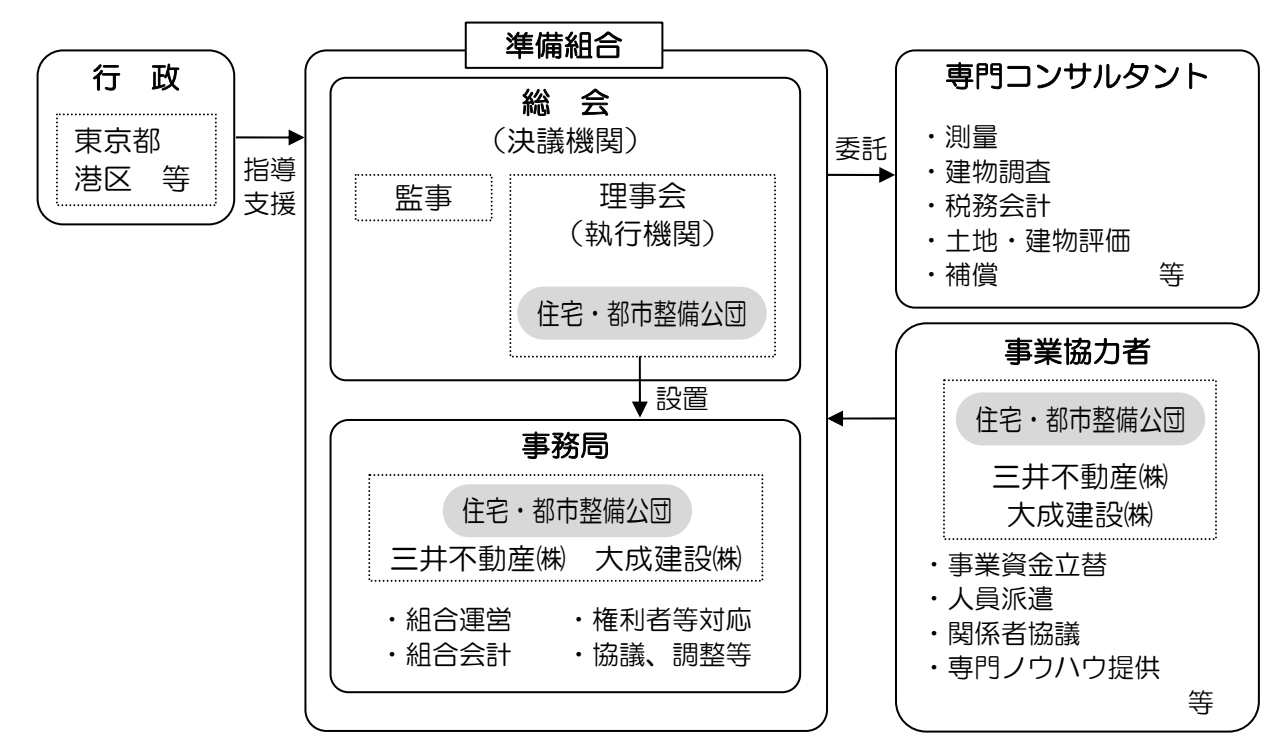 準備組合
行　政
東京都
港区　等
指導
支援
総　会
（決議機関）
監事
理事会
（執行機関）
住宅・都市整備公団
設置
事務局
住宅・都市整備公団
三井不動産㈱　大成建設㈱
・組合運営　・権利者等対応
・組合会計　・協議、調整等
委託
専門コンサルタント
・測量
・建物調査
・税務会計
・土地・建物評価
・補償　等
事業協力者
住宅・都市整備公団
三井不動産㈱
大成建設㈱
・事業資金立替
・人員派遣
・関係者協議
・専門ノウハウ提供
等